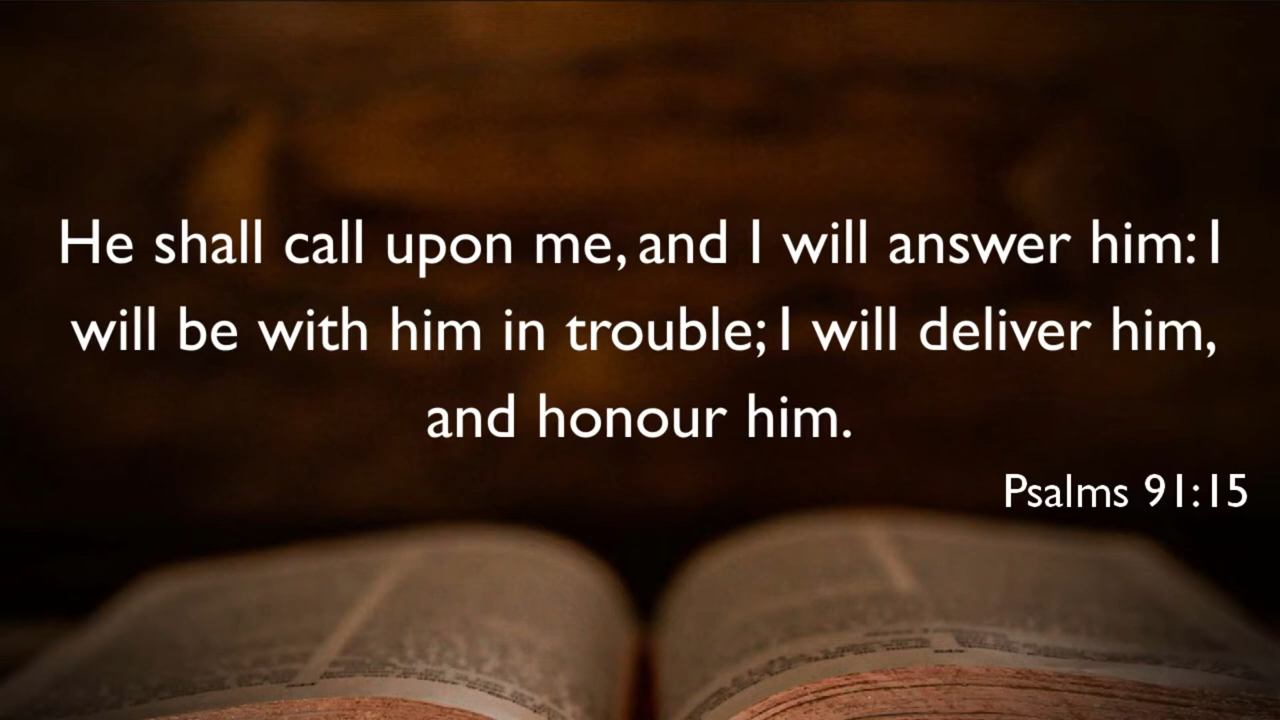 He shall call upon me, and I will answer him: I
will be with him in trouble; I will deliver him,
and honour him.
Psalms 91:15